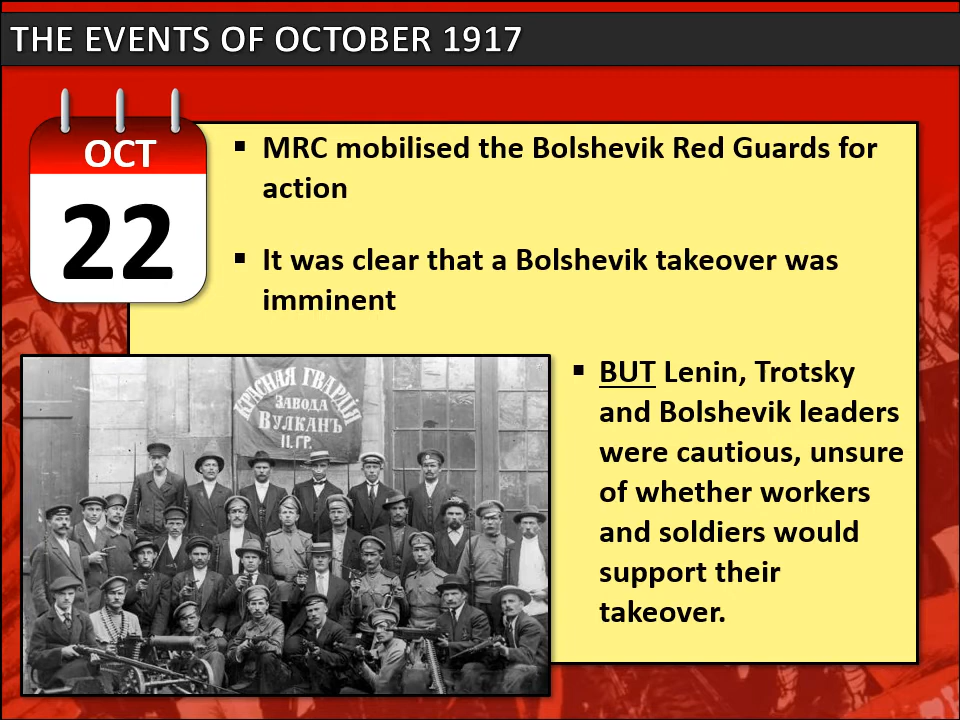 THE EVENTS OF OCTOBER 1917
OCT
22
▪ MRC mobilised the Bolshevik Red Guards for
action
▪ It was clear that a Bolshevik takeover was
imminent
КРАСНАЯ ГВАРДІЯ
ЗАВОДА
ВУЛКАНЪ
II. ГР.
▪ BUT Lenin, Trotsky
and Bolshevik leaders
were cautious, unsure
of whether workers
and soldiers would
support their
takeover.